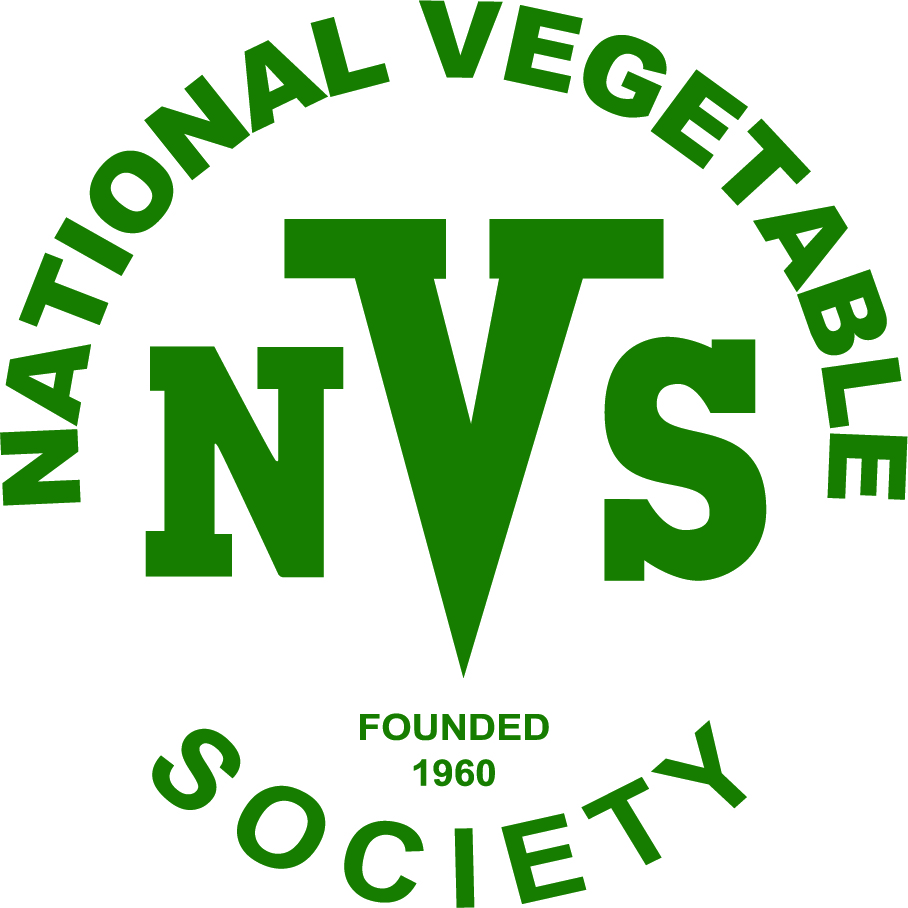 NATIONAL VEGETABLE
NVS
FOUNDED
1960
SOCIETY